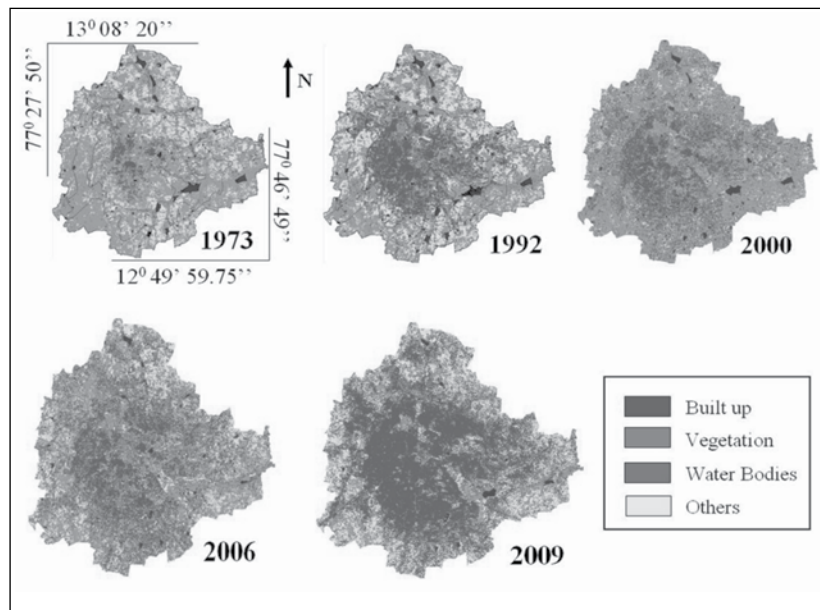 13⁰ 08’ 20’’
77⁰ 27’ 50’’
N
77⁰ 46’ 49’’
1973
12⁰ 49’ 59.75’’
1992
2000
2006
2009
Built up
Vegetation
Water Bodies
Others